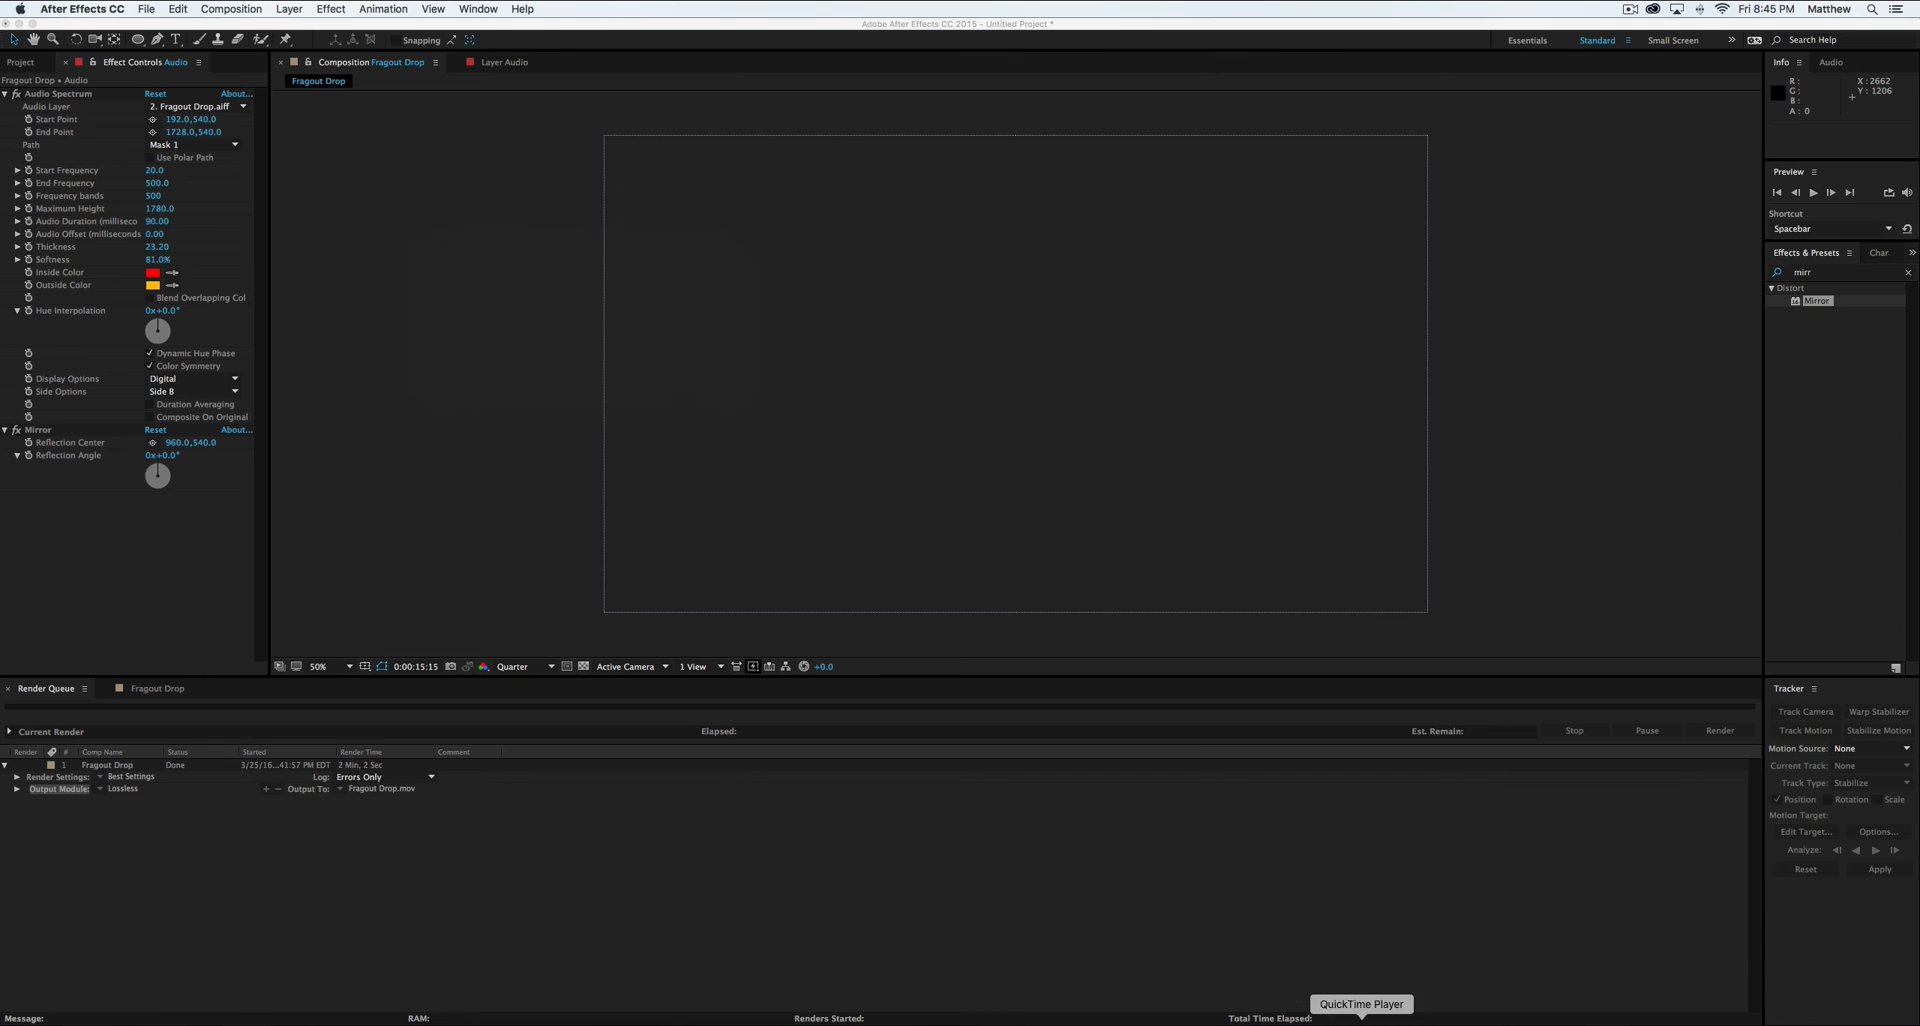 After Effects CC File Edit Composition Layer Effect Animation View Window Help Fri 8:45 PM Matthew
Adobe After Effects CC 2015 - Untitled Project *
Snapping Essentials Standard Small Screen Search Help
Project Effect Controls Audio Composition Fragout Drop Layer Audio Info Audio
Fragout Drop • Audio Fragout Drop
R: X: 2662
G: Y: 1206
B:
A: 0
Audio Spectrum Reset About...
Audio Layer 2. Fragout Drop.aiff
Start Point 192.0,540.0
End Point 1728.0,540.0
Path Mask 1
Use Polar Path
Start Frequency 20.0
End Frequency 500.0
Frequency bands 500
Maximum Height 1780.0
Audio Duration (milliseco 90.00
Audio Offset (milliseconds 0.00
Thickness 23.20
Softness 81.0%
Inside Color
Outside Color
Blend Overlapping Col
Hue Interpolation 0x+0.0°
Dynamic Hue Phase
Color Symmetry
Display Options Digital
Side Options Side B
Duration Averaging
Composite On Original
Mirror Reset About...
Reflection Center 960.0,540.0
Reflection Angle 0x+0.0°
Preview
Shortcut
Spacebar
Effects & Presets Char
mirr
Distort
Mirror
50% 0:00:15:15 Quarter Active Camera 1 View +0.0
Render Queue Fragout Drop
Current Render Elapsed: Est. Remain: Stop Pause Render
Render # Comp Name Status Started Render Time Comment
1 Fragout Drop Done 3/25/16...41:57 PM EDT 2 Min, 2 Sec
Render Settings: Best Settings Log: Errors Only
Output Module: Lossless + − Output To: Fragout Drop.mov
Tracker
Track Camera Warp Stabilizer
Track Motion Stabilize Motion
Motion Source: None
Current Track: None
Track Type: Stabilize
Position Rotation Scale
Motion Target:
Edit Target... Options...
Analyze:
Reset Apply
QuickTime Player
Message: RAM: Renders Started: Total Time Elapsed: